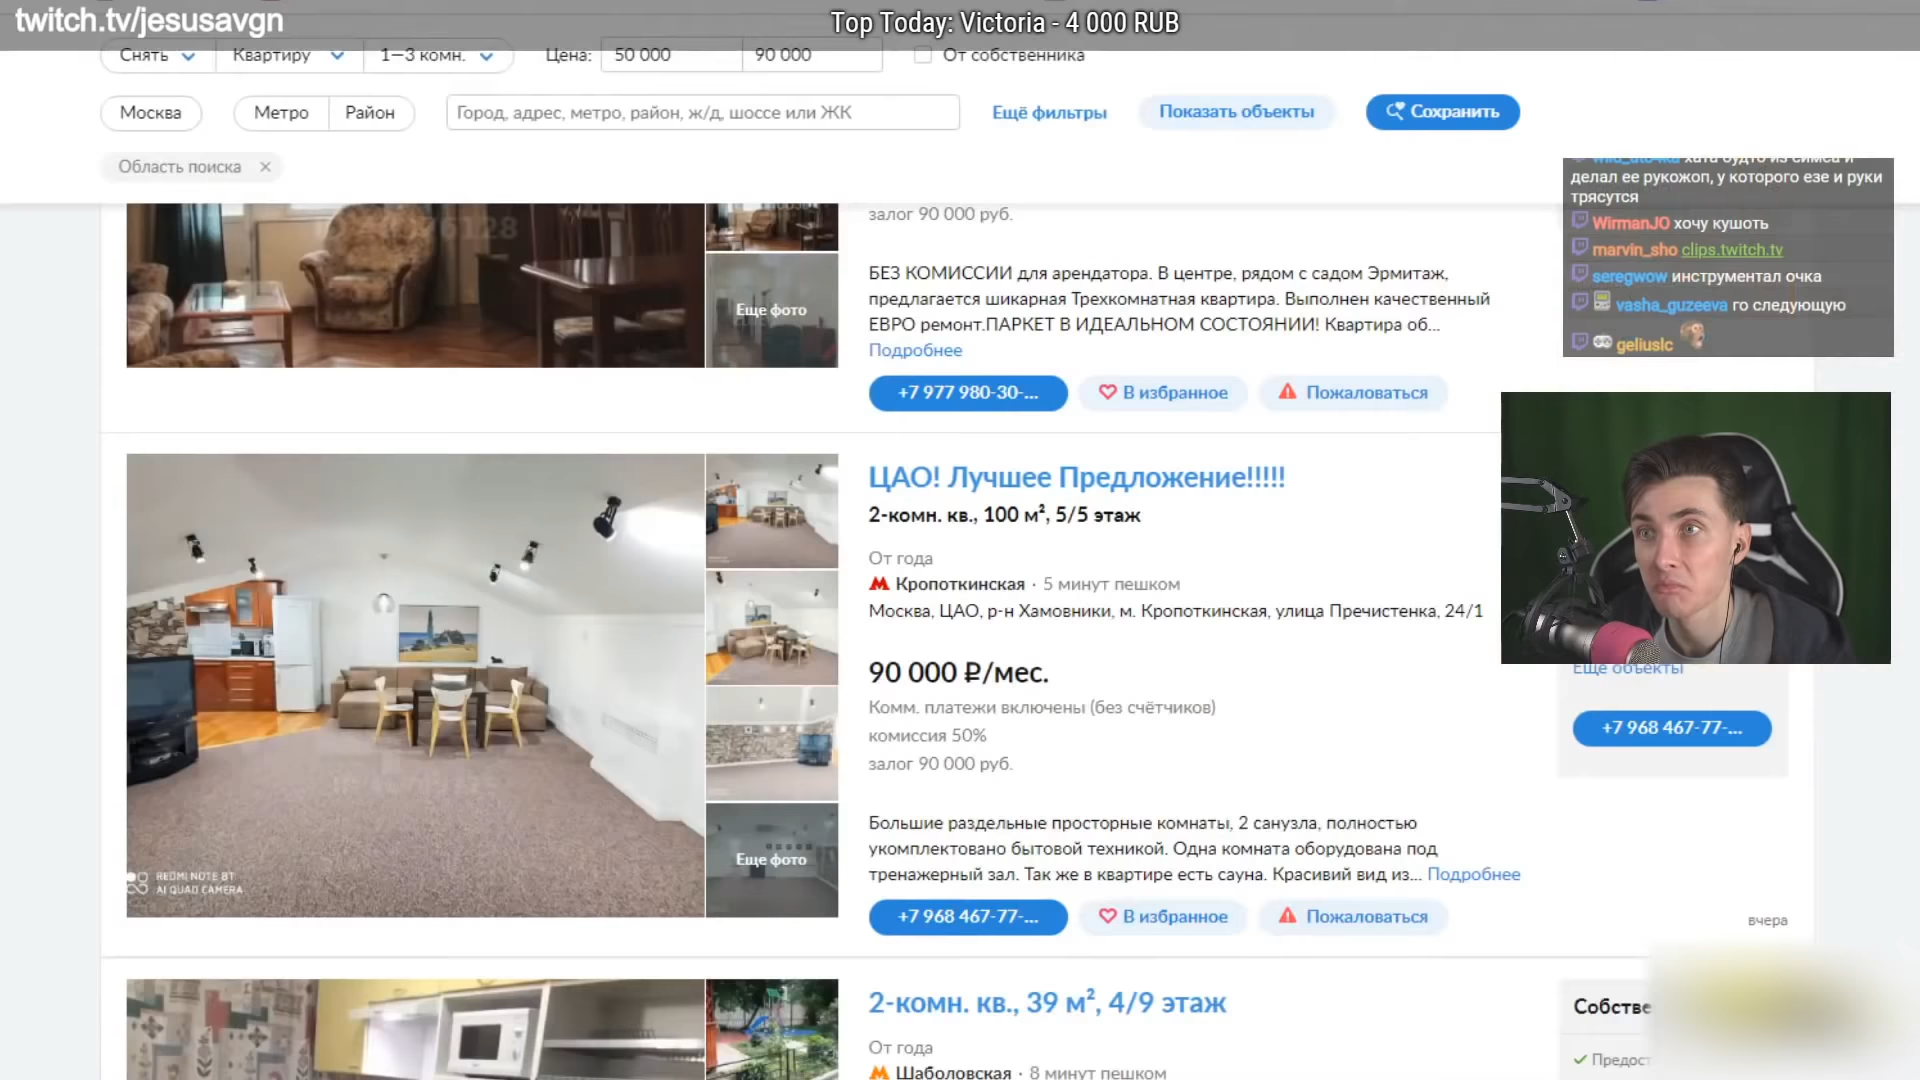 twitch.tv/jesusavgn
Top Today: Victoria - 4 000 RUB
Снять
Квартиру
1–3 комн.
Цена:
50 000
90 000
От собственника
Москва
Метро
Район
Город, адрес, метро, район, ж/д, шоссе или ЖК
Ещё фильтры
Показать объекты
Сохранить
Область поиска
хата будто из симса и
делал ее рукожоп, у которого езе и руки
трясутся
WirmanJO хочу кушоть
marvin_sho clips.twitch.tv
seregwow инструментал очка
vasha_guzeeva го следующую
geliuslc
залог 90 000 руб.
БЕЗ КОМИССИИ для арендатора. В центре, рядом с садом Эрмитаж,
предлагается шикарная Трехкомнатная квартира. Выполнен качественный
ЕВРО ремонт.ПАРКЕТ В ИДЕАЛЬНОМ СОСТОЯНИИ! Квартира об...
Подробнее
Еще фото
+7 977 980-30-...
В избранное
Пожаловаться
ЦАО! Лучшее Предложение!!!!!
2-комн. кв., 100 м², 5/5 этаж
От года
Кропоткинская · 5 минут пешком
Москва, ЦАО, р-н Хамовники, м. Кропоткинская, улица Пречистенка, 24/1
90 000 ₽/мес.
Комм. платежи включены (без счётчиков)
комиссия 50%
залог 90 000 руб.
Большие раздельные просторные комнаты, 2 санузла, полностью
укомплектовано бытовой техникой. Одна комната оборудована под
тренажерный зал. Так же в квартире есть сауна. Красивий вид из... Подробнее
Еще фото
REDMI NOTE 8T
AI QUAD CAMERA
+7 968 467-77-...
В избранное
Пожаловаться
Еще объекты
+7 968 467-77-...
вчера
2-комн. кв., 39 м², 4/9 этаж
От года
Шаболовская · 8 минут пешком
Собстве
Предост